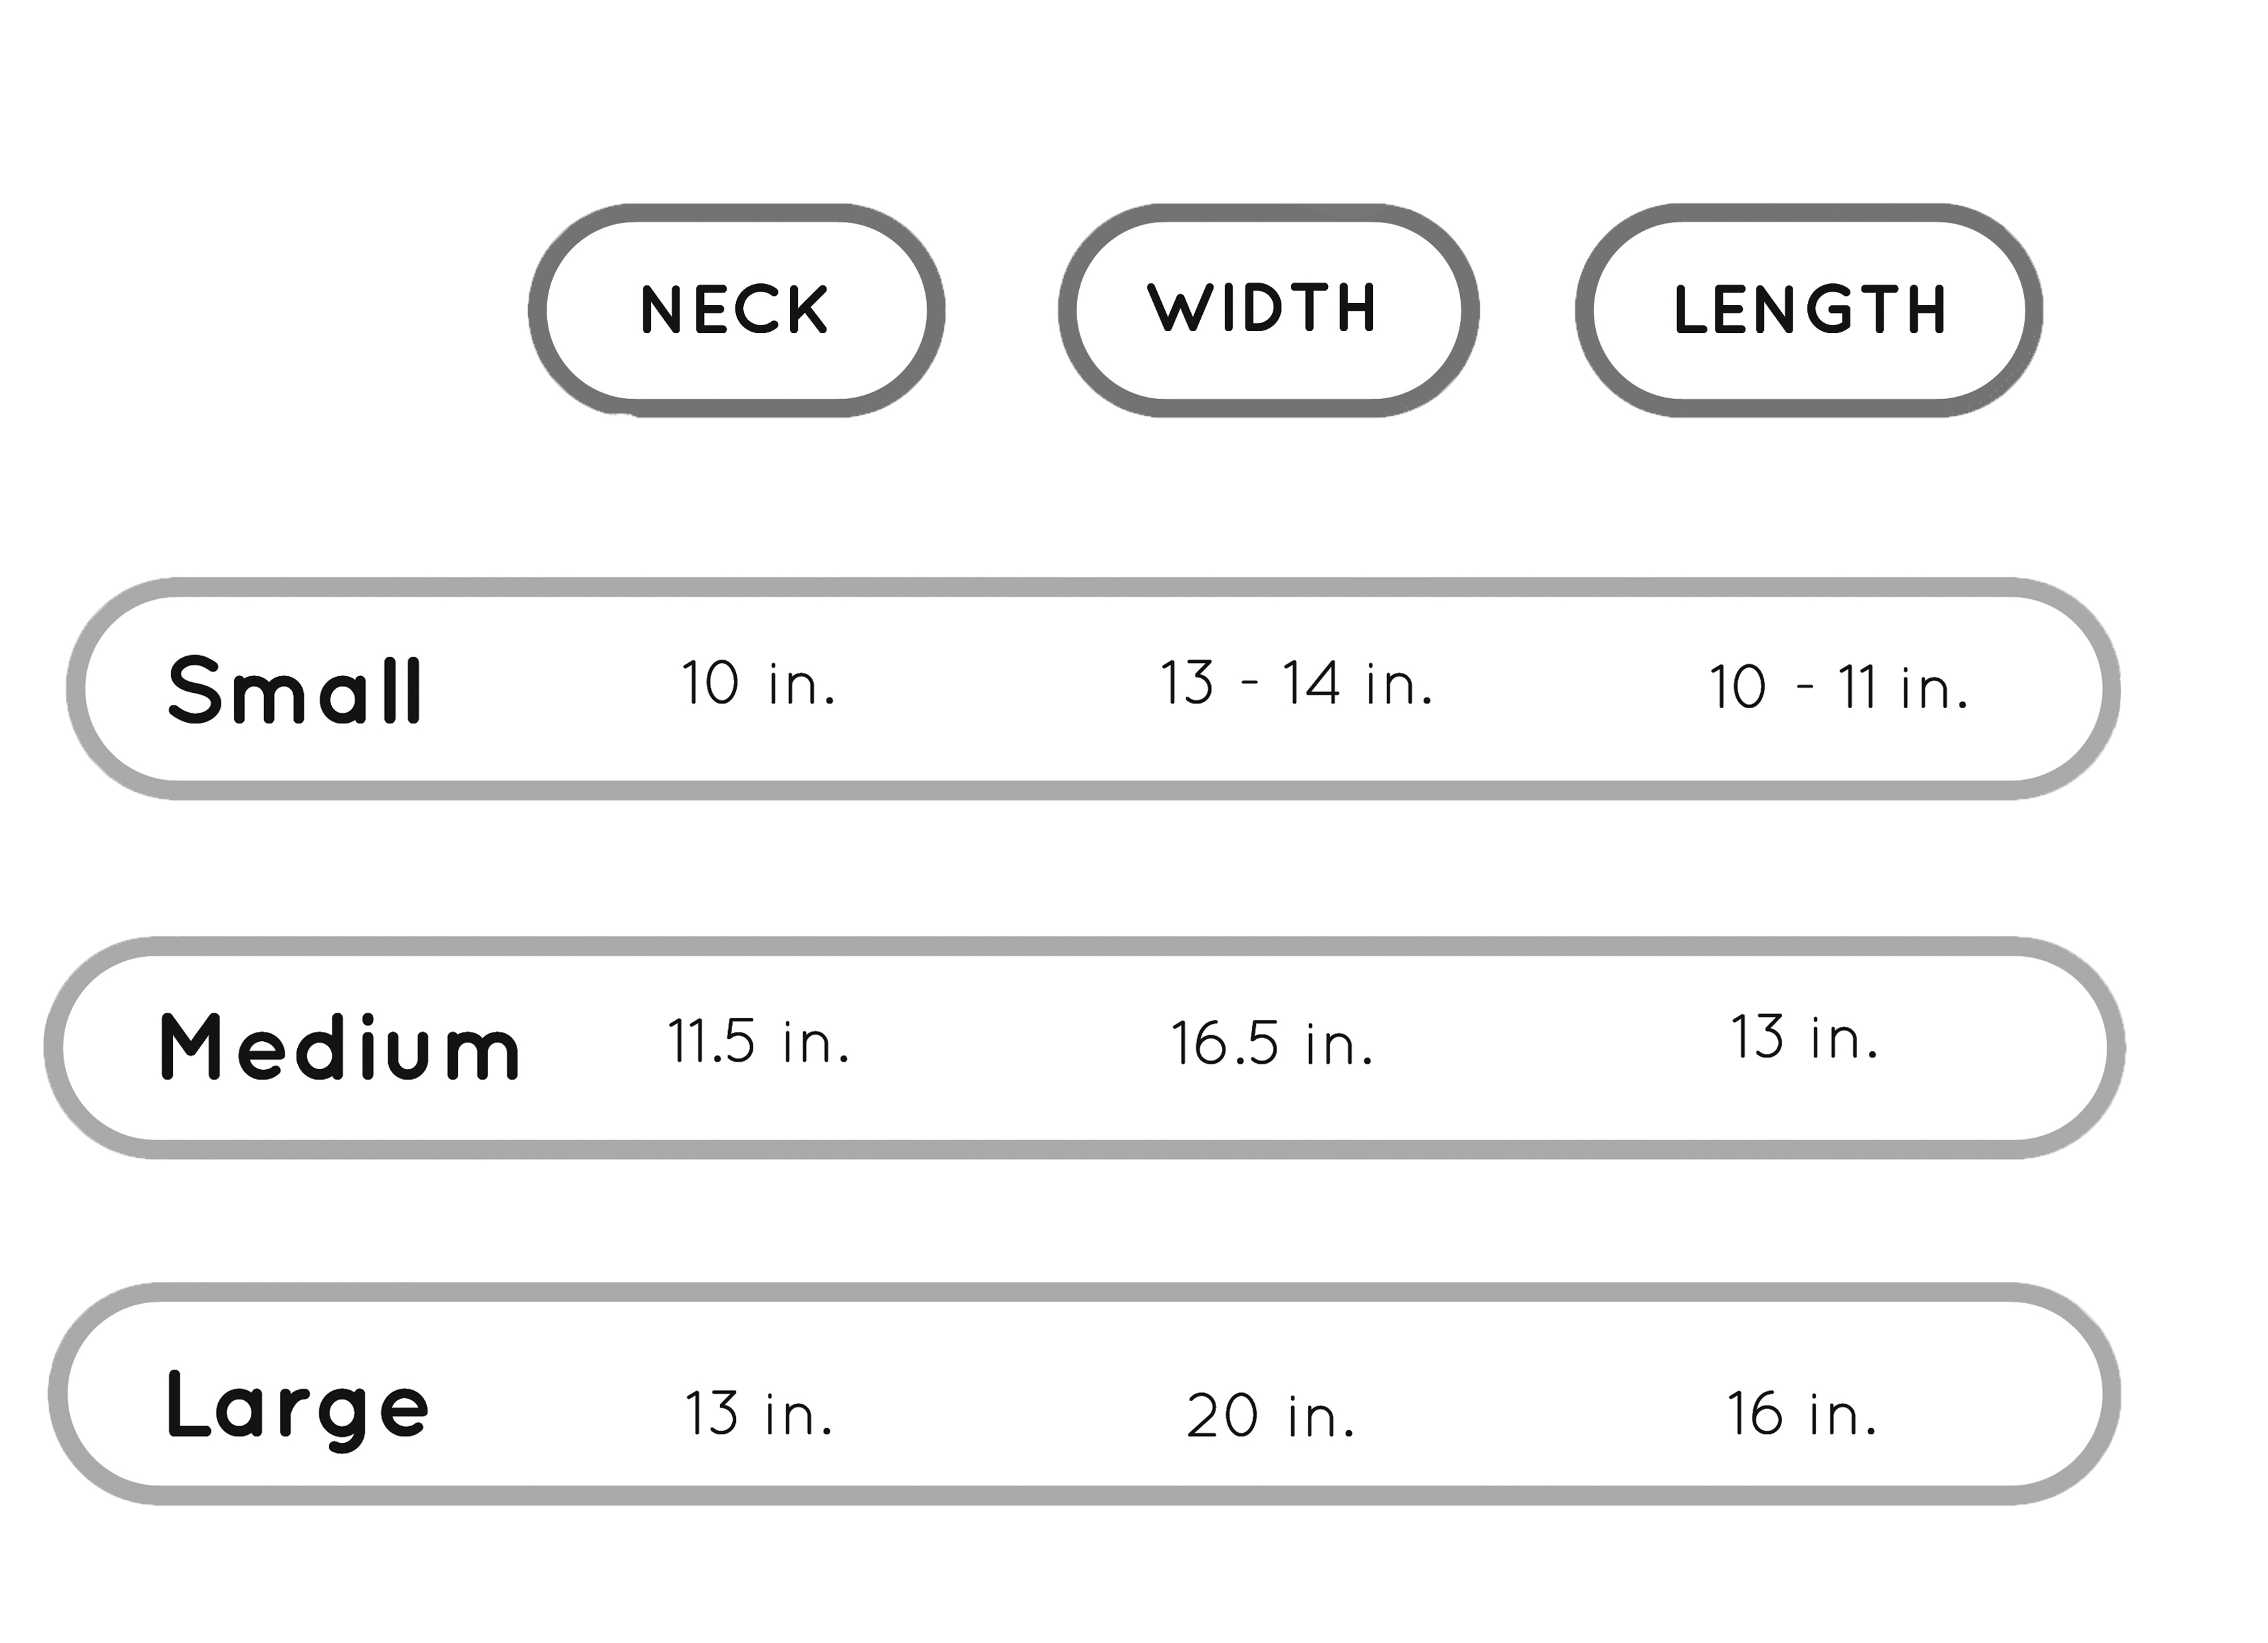 NECK WIDTH LENGTH
Small 10 in. 13 - 14 in. 10 - 11 in.
Medium 11.5 in. 16.5 in. 13 in.
Large 13 in. 20 in. 16 in.